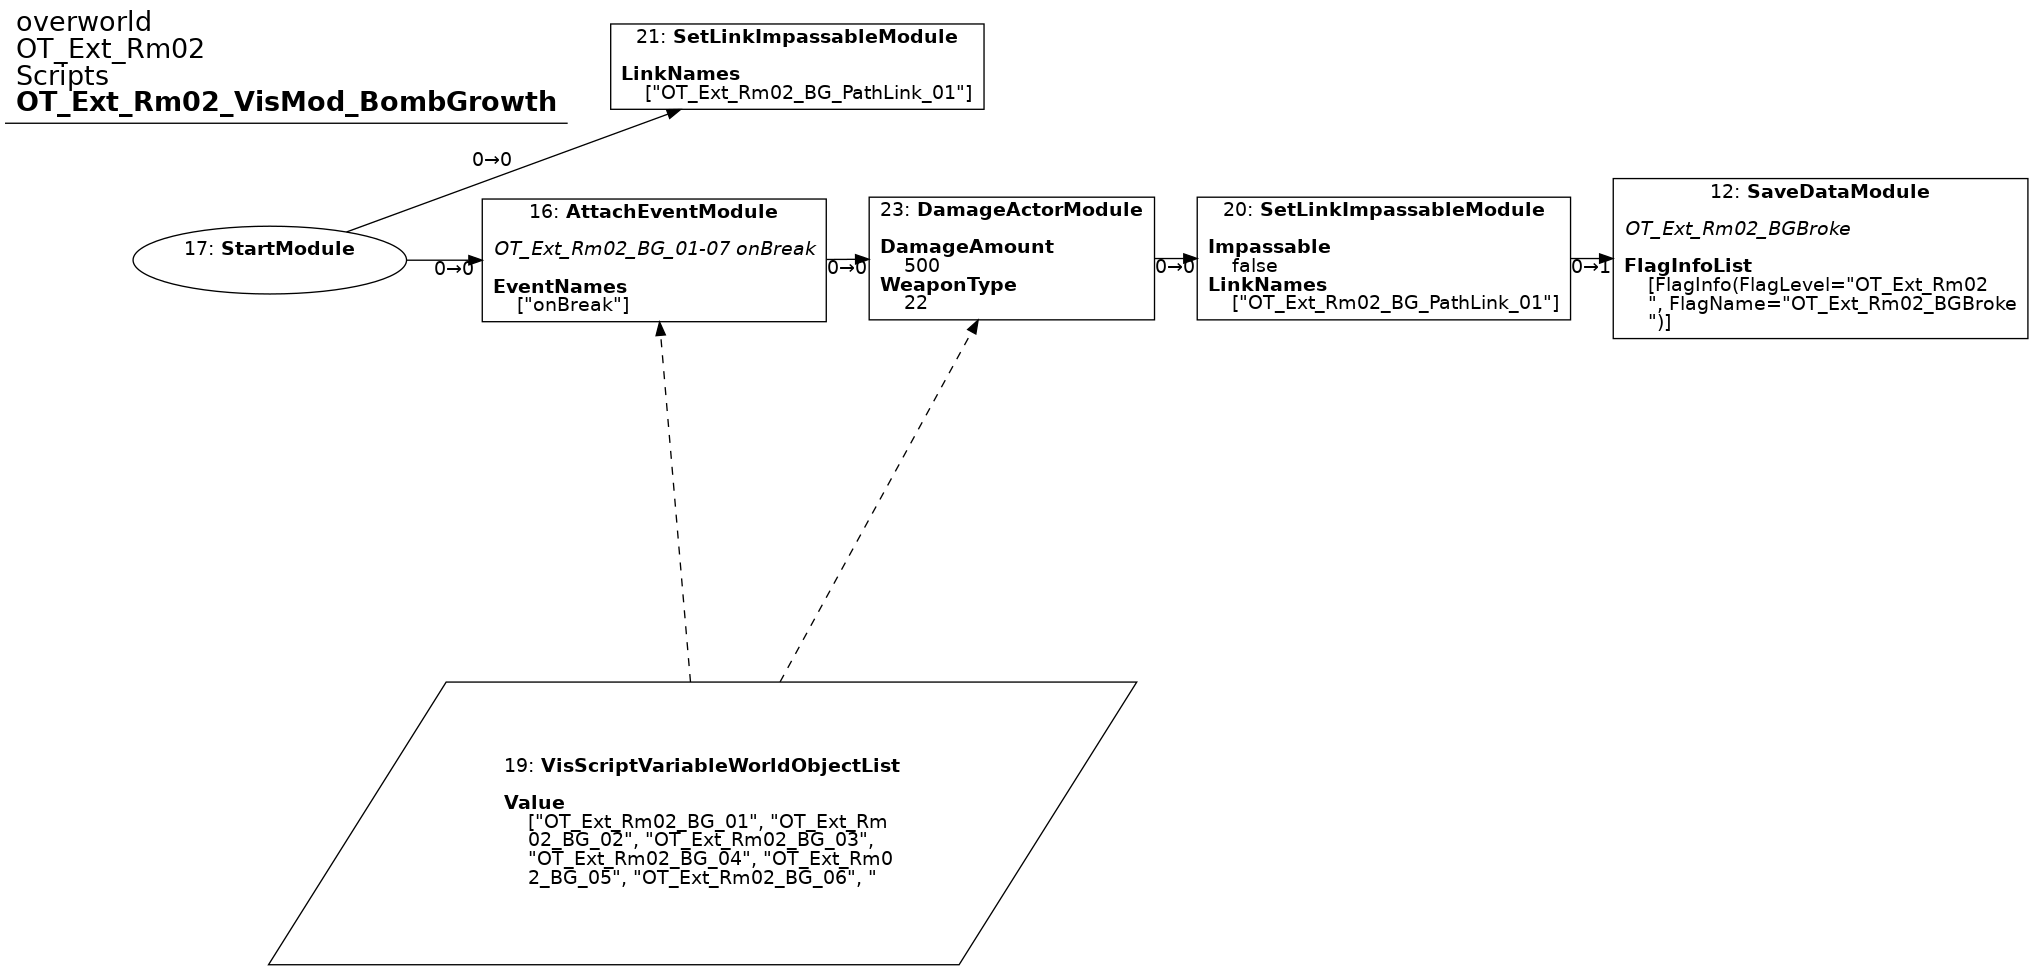 overworld
OT_Ext_Rm02
Scripts
OT_Ext_Rm02_VisMod_BombGrowth
21: SetLinkImpassableModule
LinkNames
["OT_Ext_Rm02_BG_PathLink_01"]
0→0
17: StartModule
0→0
16: AttachEventModule
OT_Ext_Rm02_BG_01-07 onBreak
EventNames
["onBreak"]
0→0
23: DamageActorModule
DamageAmount
500
WeaponType
22
0→0
20: SetLinkImpassableModule
Impassable
false
LinkNames
["OT_Ext_Rm02_BG_PathLink_01"]
0→1
12: SaveDataModule
OT_Ext_Rm02_BGBroke
FlagInfoList
[FlagInfo(FlagLevel="OT_Ext_Rm02
", FlagName="OT_Ext_Rm02_BGBroke
")]
19: VisScriptVariableWorldObjectList
Value
["OT_Ext_Rm02_BG_01", "OT_Ext_Rm
02_BG_02", "OT_Ext_Rm02_BG_03",
"OT_Ext_Rm02_BG_04", "OT_Ext_Rm0
2_BG_05", "OT_Ext_Rm02_BG_06", "